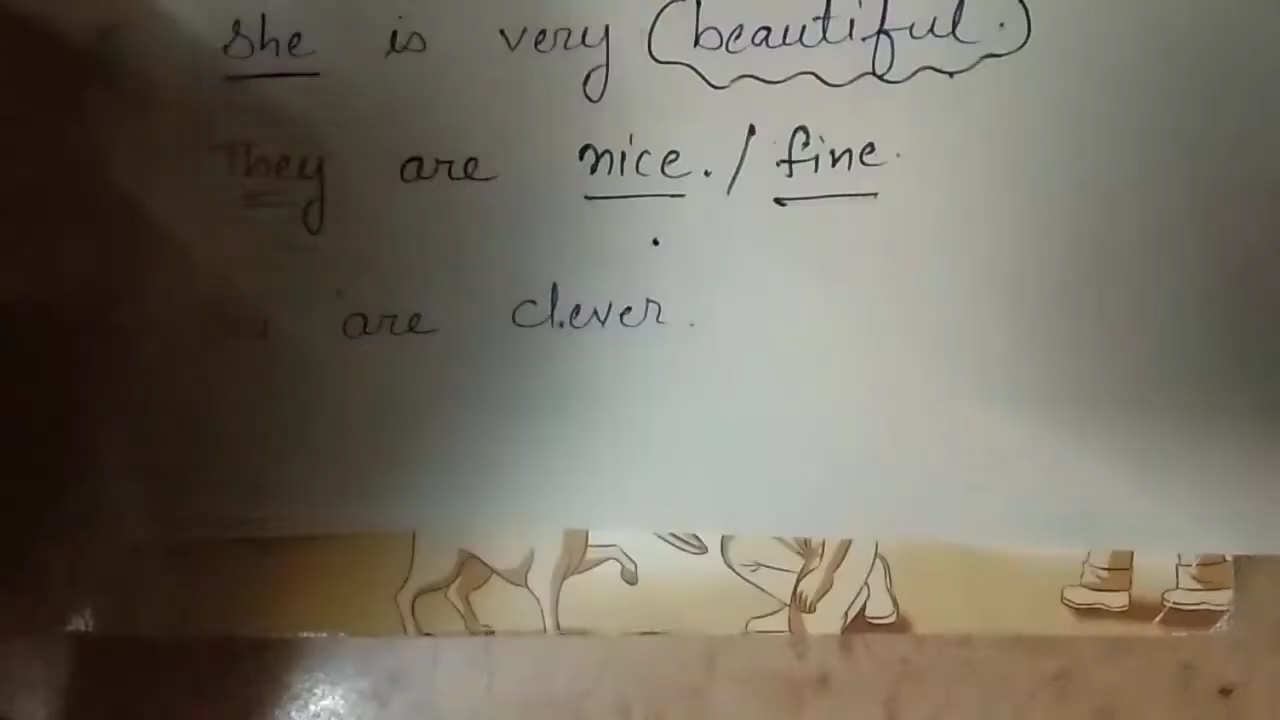 She is very (beautiful.)
They are nice. / fine.
are clever.